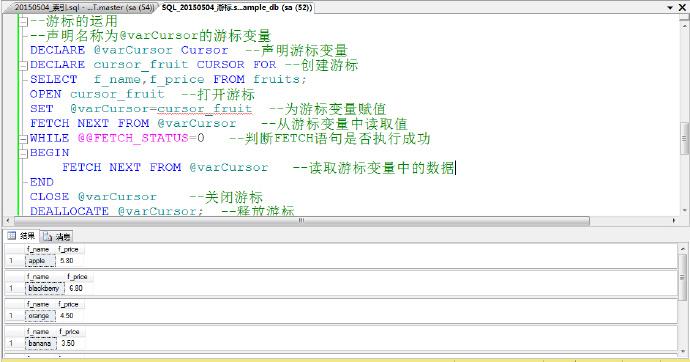 20150504_索引.sql - ...T.master (sa (54))
SQL_20150504_游标.s...ample_db (sa (52))
--游标的运用
--声明名称为@varCursor的游标变量
DECLARE @varCursor Cursor --声明游标变量
DECLARE cursor_fruit CURSOR FOR --创建游标
SELECT f_name,f_price FROM fruits;
OPEN cursor_fruit --打开游标
SET @varCursor=cursor_fruit --为游标变量赋值
FETCH NEXT FROM @varCursor --从游标变量中读取值
WHILE @@FETCH_STATUS=0 --判断FETCH语句是否执行成功
BEGIN
FETCH NEXT FROM @varCursor --读取游标变量中的数据
END
CLOSE @varCursor --关闭游标
DEALLOCATE @varCursor; --释放游标
结果 消息
f_name f_price
1 apple 5.80
f_name f_price
1 blackberry 6.80
f_name f_price
1 orange 4.50
f_name f_price
1 banana 3.50